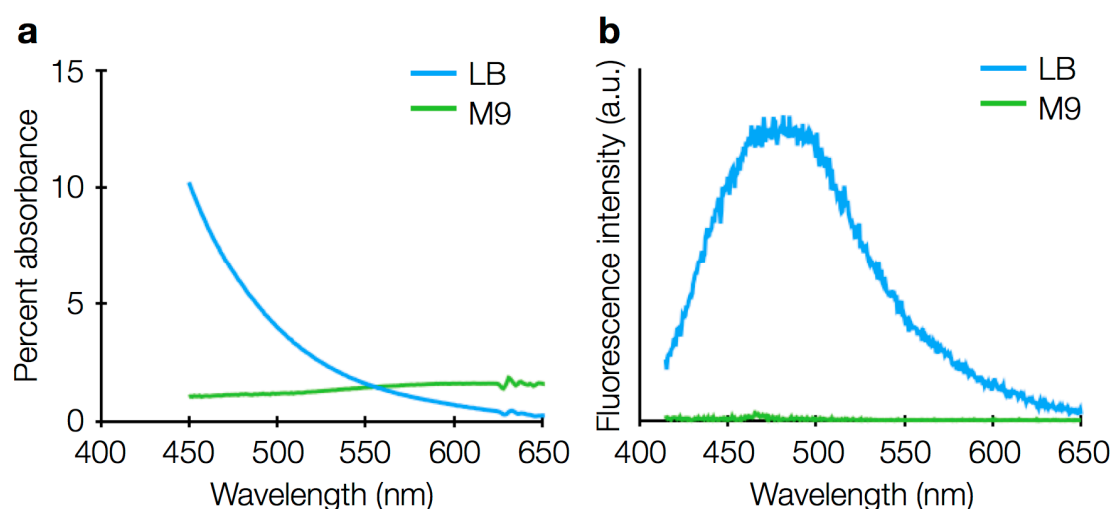 a
LB
M9
Percent absorbance
15
10
5
0
400 450 500 550 600 650
Wavelength (nm)
b
LB
M9
Fluorescence intensity (a.u.)
400 450 500 550 600 650
Wavelength (nm)